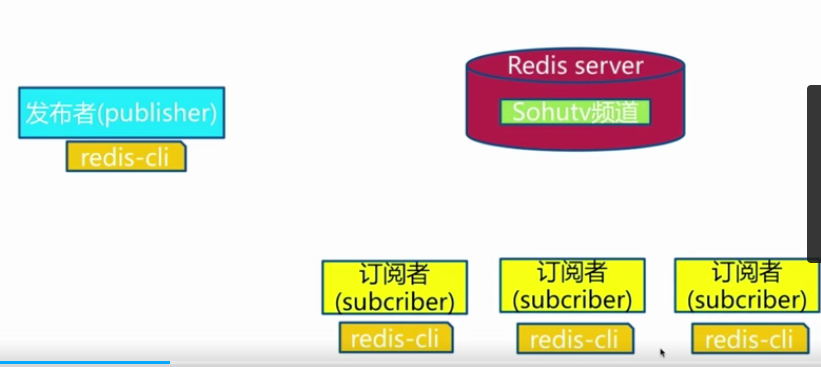 Redis server
Sohutv频道
发布者(publisher)
redis-cli
订阅者
(subcriber)
redis-cli
订阅者
(subcriber)
redis-cli
订阅者
(subcriber)
redis-cli